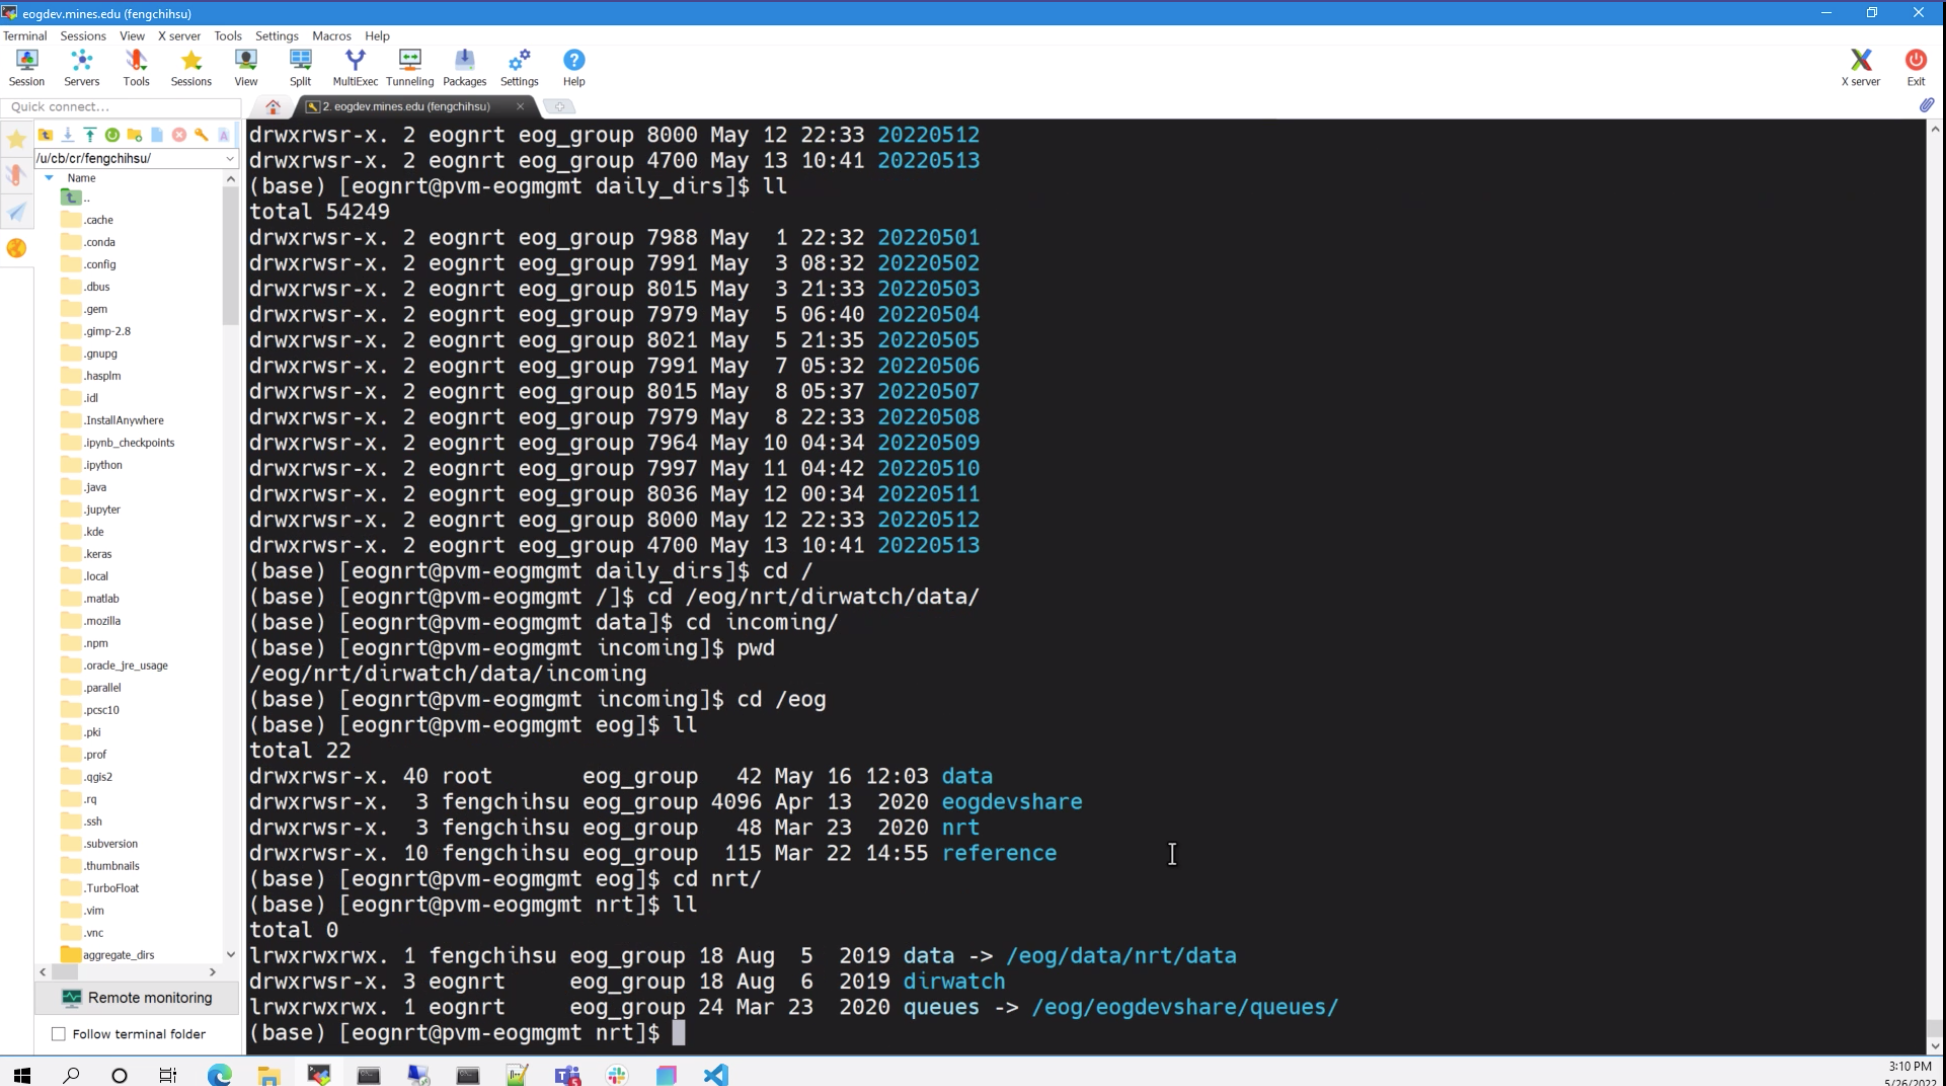 eogdev.mines.edu (fengchihsu)
Terminal Sessions View X server Tools Settings Macros Help
Session Servers Tools Sessions View Split MultiExec Tunneling Packages Settings Help X server Exit
Quick connect... 2. eogdev.mines.edu (fengchihsu)
/u/cb/cr/fengchihsu/
Name
..
.cache
.conda
.config
.dbus
.gem
.gimp-2.8
.gnupg
.hasplm
.idl
.InstallAnywhere
.ipynb_checkpoints
.ipython
.java
.jupyter
.kde
.keras
.local
.matlab
.mozilla
.npm
.oracle_jre_usage
.parallel
.pcsc10
.pki
.prof
.qgis2
.rq
.ssh
.subversion
.thumbnails
.TurboFloat
.vim
.vnc
aggregate_dirs
Remote monitoring
Follow terminal folder
drwxrwsr-x. 2 eognrt eog_group 8000 May 12 22:33 20220512
drwxrwsr-x. 2 eognrt eog_group 4700 May 13 10:41 20220513
(base) [eognrt@pvm-eogmgmt daily_dirs]$ ll
total 54249
drwxrwsr-x. 2 eognrt eog_group 7988 May  1 22:32 20220501
drwxrwsr-x. 2 eognrt eog_group 7991 May  3 08:32 20220502
drwxrwsr-x. 2 eognrt eog_group 8015 May  3 21:33 20220503
drwxrwsr-x. 2 eognrt eog_group 7979 May  5 06:40 20220504
drwxrwsr-x. 2 eognrt eog_group 8021 May  5 21:35 20220505
drwxrwsr-x. 2 eognrt eog_group 7991 May  7 05:32 20220506
drwxrwsr-x. 2 eognrt eog_group 8015 May  8 05:37 20220507
drwxrwsr-x. 2 eognrt eog_group 7979 May  8 22:33 20220508
drwxrwsr-x. 2 eognrt eog_group 7964 May 10 04:34 20220509
drwxrwsr-x. 2 eognrt eog_group 7997 May 11 04:42 20220510
drwxrwsr-x. 2 eognrt eog_group 8036 May 12 00:34 20220511
drwxrwsr-x. 2 eognrt eog_group 8000 May 12 22:33 20220512
drwxrwsr-x. 2 eognrt eog_group 4700 May 13 10:41 20220513
(base) [eognrt@pvm-eogmgmt daily_dirs]$ cd /
(base) [eognrt@pvm-eogmgmt /]$ cd /eog/nrt/dirwatch/data/
(base) [eognrt@pvm-eogmgmt data]$ cd incoming/
(base) [eognrt@pvm-eogmgmt incoming]$ pwd
/eog/nrt/dirwatch/data/incoming
(base) [eognrt@pvm-eogmgmt incoming]$ cd /eog
(base) [eognrt@pvm-eogmgmt eog]$ ll
total 22
drwxrwsr-x. 40 root       eog_group   42 May 16 12:03 data
drwxrwsr-x.  3 fengchihsu eog_group 4096 Apr 13  2020 eogdevshare
drwxrwsr-x.  3 fengchihsu eog_group   48 Mar 23  2020 nrt
drwxrwsr-x. 10 fengchihsu eog_group  115 Mar 22 14:55 reference
(base) [eognrt@pvm-eogmgmt eog]$ cd nrt/
(base) [eognrt@pvm-eogmgmt nrt]$ ll
total 0
lrwxrwxrwx. 1 fengchihsu eog_group 18 Aug  5  2019 data -> /eog/data/nrt/data
drwxrwsr-x. 3 eognrt     eog_group 18 Aug  6  2019 dirwatch
lrwxrwxrwx. 1 eognrt     eog_group 24 Mar 23  2020 queues -> /eog/eogdevshare/queues/
(base) [eognrt@pvm-eogmgmt nrt]$
3:10 PM
5/26/2022